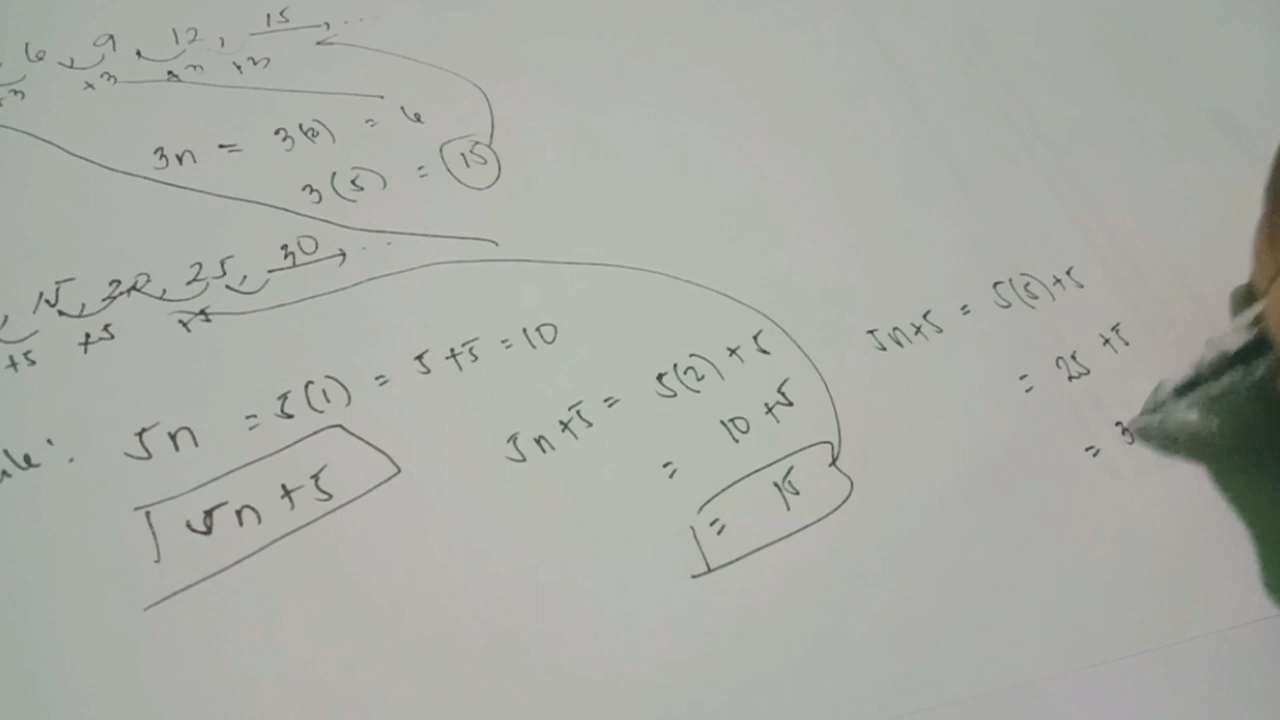 6, 9, 12, 15, ...
+3 +3 +3 +3
3n = 3(2) = 6
3(5) = 15
, 15, 20, 25, 30 ...
+5 +5 +5
: 5n = 5(1) = 5+5 = 10
5n+5
5n+5 = 5(2)+5
= 10+5
= 15
5n+5 = 5(5)+5
= 25+5
= 3